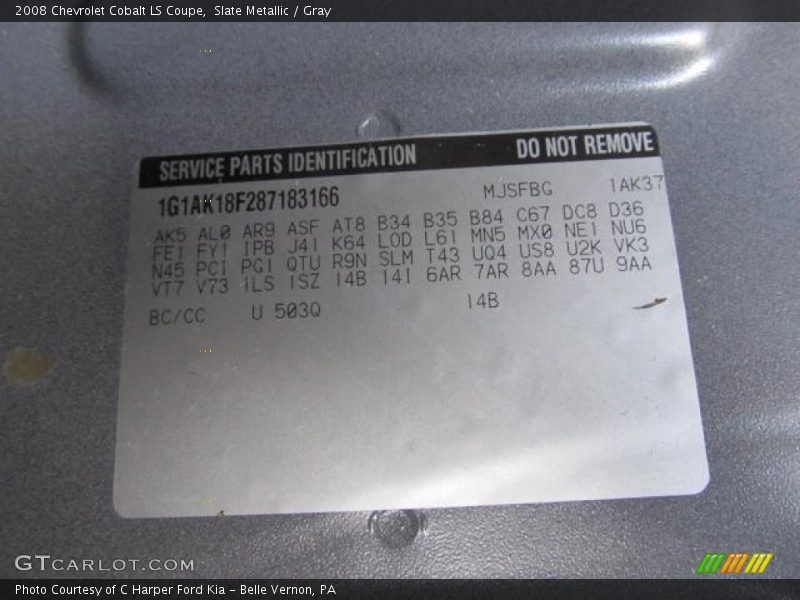 2008 Chevrolet Cobalt LS Coupe, Slate Metallic / Gray
SERVICE PARTS IDENTIFICATION DO NOT REMOVE
1G1AK18F287183166 MJSFBG 1AK37
AK5 AL0 AR9 ASF AT8 B34 B35 B84 C67 DC8 D36
FE1 FY1 1PB J41 K64 LOD L61 MN5 MX0 NE1 NU6
N45 PC1 PG1 QTU R9N SLM T43 UQ4 US8 U2K VK3
VT7 V73 1LS 1SZ 14B 14I 6AR 7AR 8AA 87U 9AA
BC/CC U 503Q 14B
GTCARLOT.COM
Photo Courtesy of C Harper Ford Kia - Belle Vernon, PA